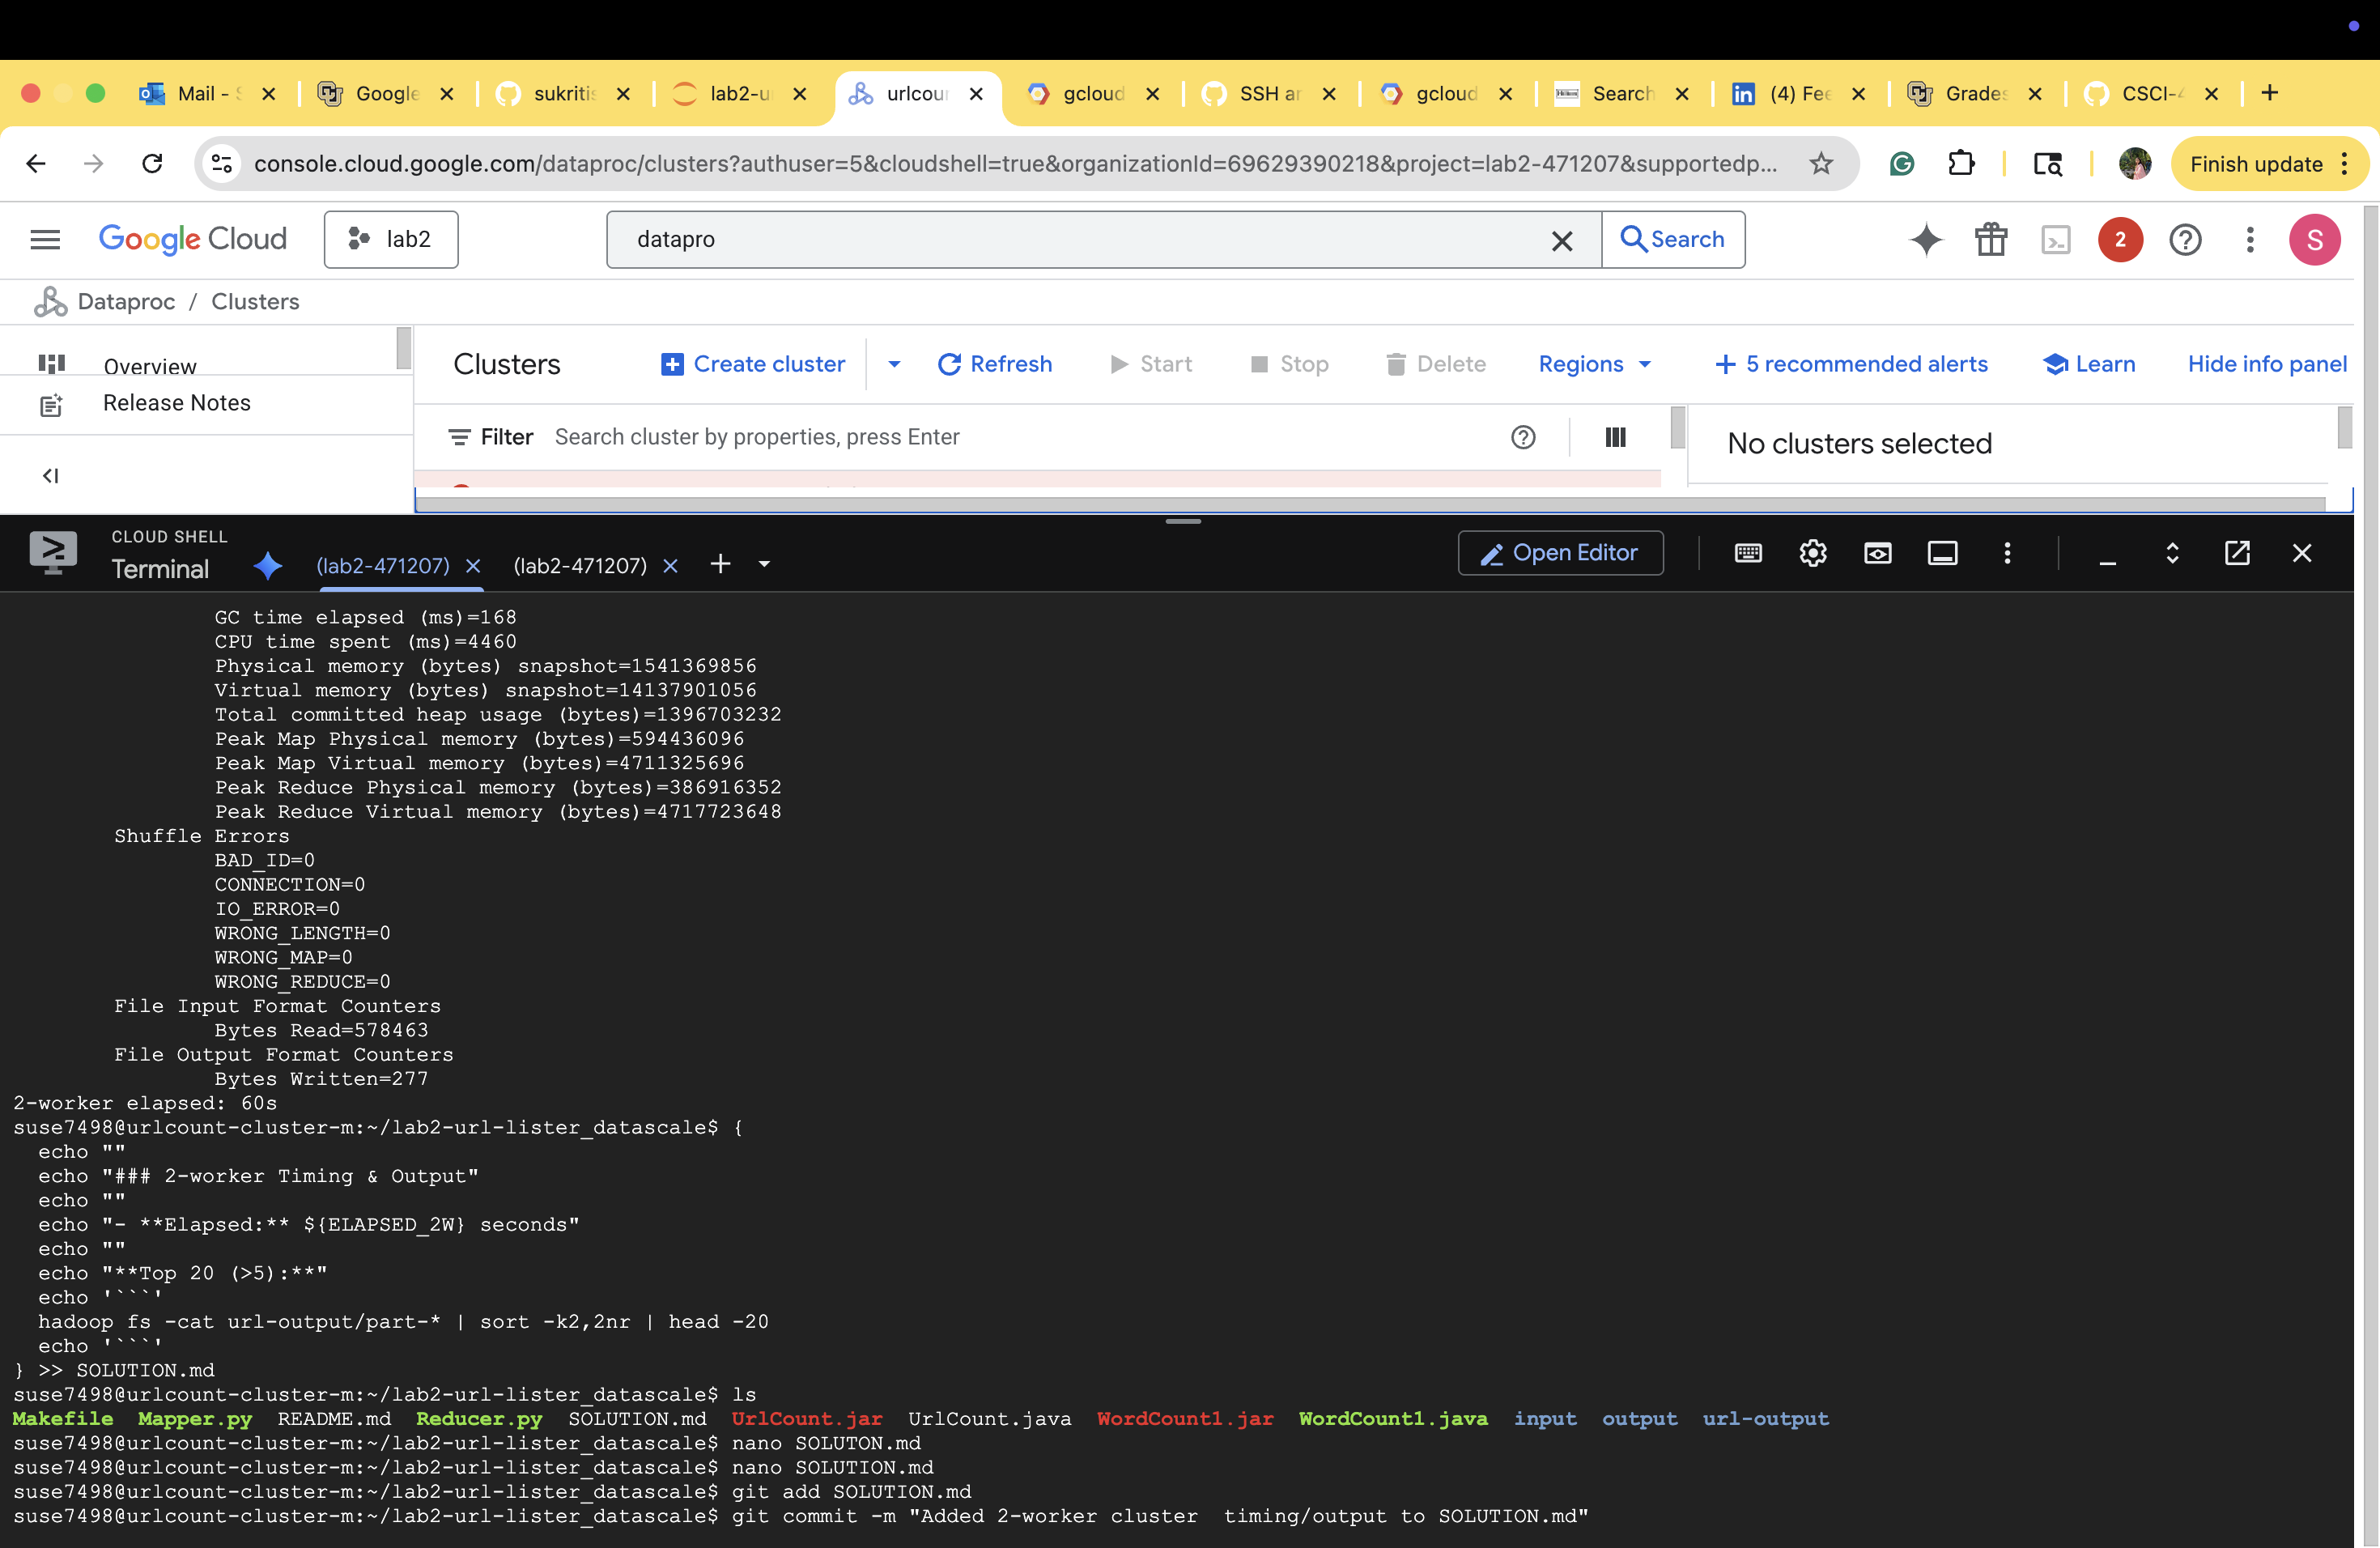 Mail - S
Google
sukritis
lab2-u
urlcour
gcloud
SSH ar
gcloud
Search
(4) Fee
Grades
CSCI-4
console.cloud.google.com/dataproc/clusters?authuser=5&cloudshell=true&organizationId=69629390218&project=lab2-471207&supportedp...
Finish update
Google Cloud
lab2
datapro
Search
2
S
Dataproc / Clusters
Overview
Release Notes
Clusters
Create cluster
Refresh
Start
Stop
Delete
Regions
5 recommended alerts
Learn
Hide info panel
Filter Search cluster by properties, press Enter
No clusters selected
CLOUD SHELL
Terminal
(lab2-471207)
(lab2-471207)
Open Editor
GC time elapsed (ms)=168
CPU time spent (ms)=4460
Physical memory (bytes) snapshot=1541369856
Virtual memory (bytes) snapshot=14137901056
Total committed heap usage (bytes)=1396703232
Peak Map Physical memory (bytes)=594436096
Peak Map Virtual memory (bytes)=4711325696
Peak Reduce Physical memory (bytes)=386916352
Peak Reduce Virtual memory (bytes)=4717723648
Shuffle Errors
BAD_ID=0
CONNECTION=0
IO_ERROR=0
WRONG_LENGTH=0
WRONG_MAP=0
WRONG_REDUCE=0
File Input Format Counters
Bytes Read=578463
File Output Format Counters
Bytes Written=277
2-worker elapsed: 60s
suse7498@urlcount-cluster-m:~/lab2-url-lister_datascale$ {
echo ""
echo "### 2-worker Timing & Output"
echo ""
echo "- **Elapsed:** ${ELAPSED_2W} seconds"
echo ""
echo "**Top 20 (>5):**"
echo '```'
hadoop fs -cat url-output/part-* | sort -k2,2nr | head -20
echo '```'
} >> SOLUTION.md
suse7498@urlcount-cluster-m:~/lab2-url-lister_datascale$ ls
Makefile Mapper.py README.md Reducer.py SOLUTION.md UrlCount.jar UrlCount.java WordCount1.jar WordCount1.java input output url-output
suse7498@urlcount-cluster-m:~/lab2-url-lister_datascale$ nano SOLUTON.md
suse7498@urlcount-cluster-m:~/lab2-url-lister_datascale$ nano SOLUTION.md
suse7498@urlcount-cluster-m:~/lab2-url-lister_datascale$ git add SOLUTION.md
suse7498@urlcount-cluster-m:~/lab2-url-lister_datascale$ git commit -m "Added 2-worker cluster  timing/output to SOLUTION.md"